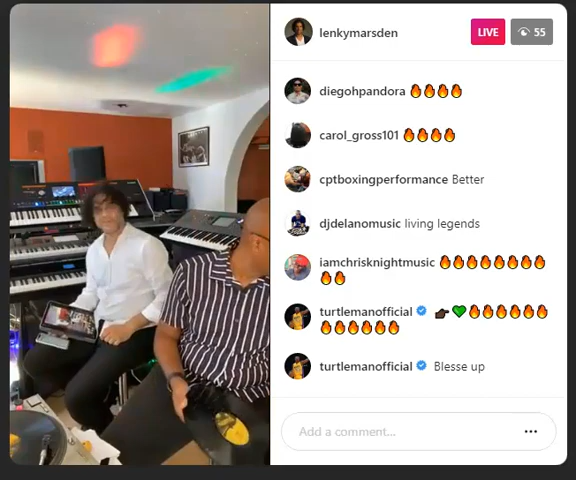 lenkymarsden LIVE 55
diegohpandora 🔥🔥🔥🔥
carol_gross101 🔥🔥🔥🔥
cptboxingperformance Better
djdelanomusic living legends
iamchrisknightmusic 🔥🔥🔥🔥🔥🔥🔥🔥
🔥🔥
turtlemanofficial 👉🏿💚🔥🔥🔥🔥🔥🔥
🔥🔥🔥🔥🔥🔥
turtlemanofficial Blesse up
Add a comment... •••